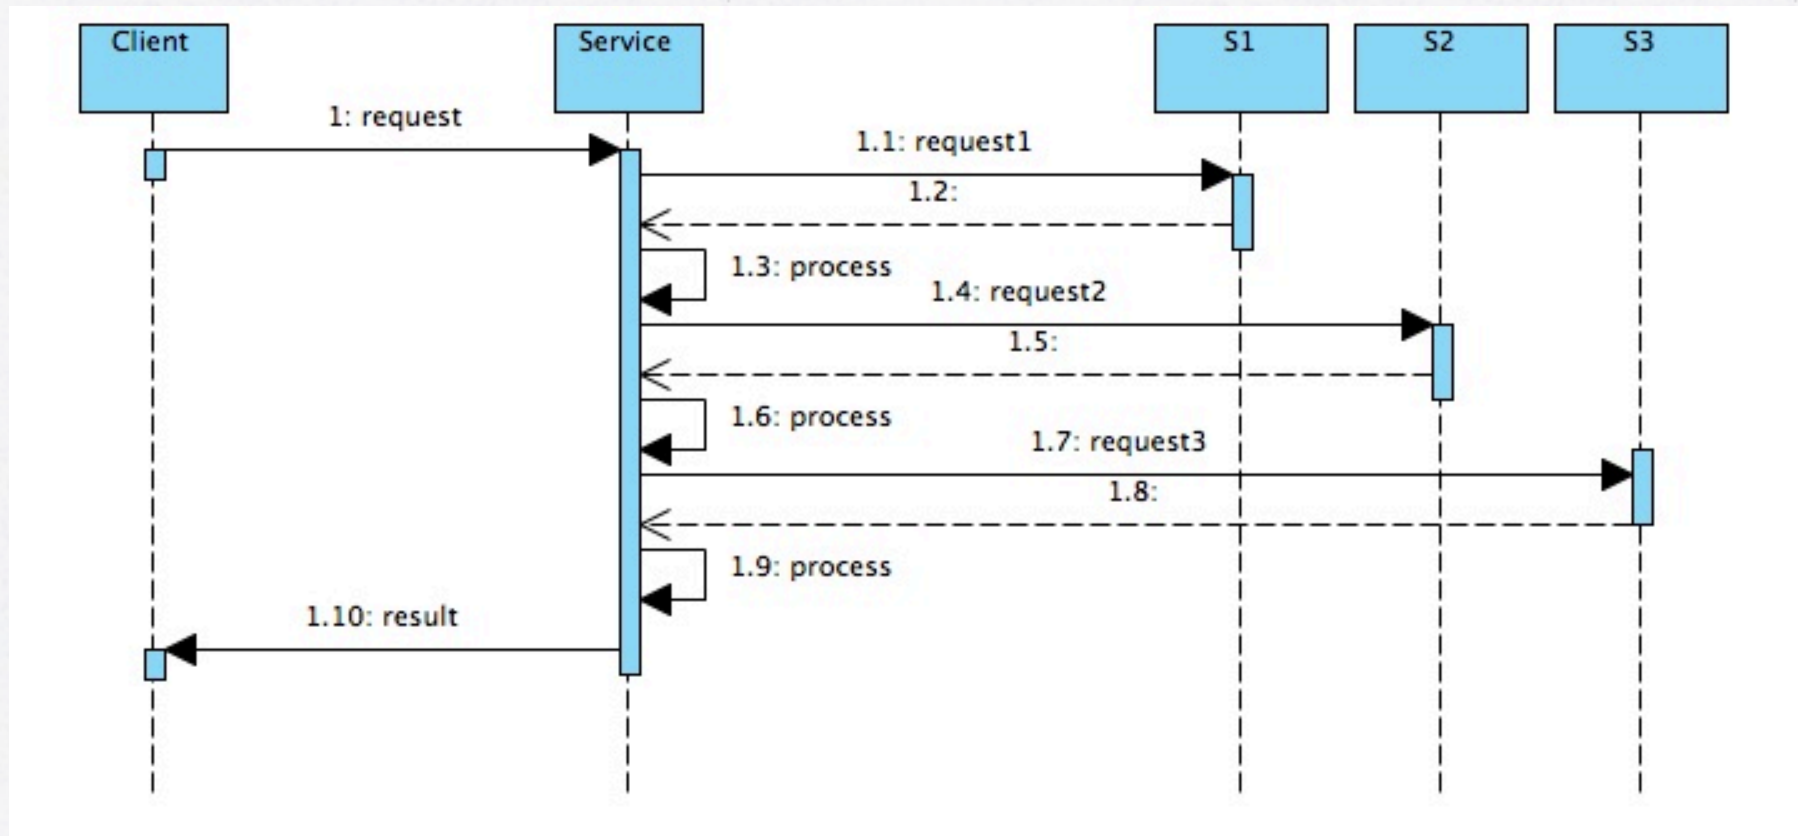 Client
Service
S1
S2
S3
1: request
1.1: request1
1.2:
1.3: process
1.4: request2
1.5:
1.6: process
1.7: request3
1.8:
1.9: process
1.10: result